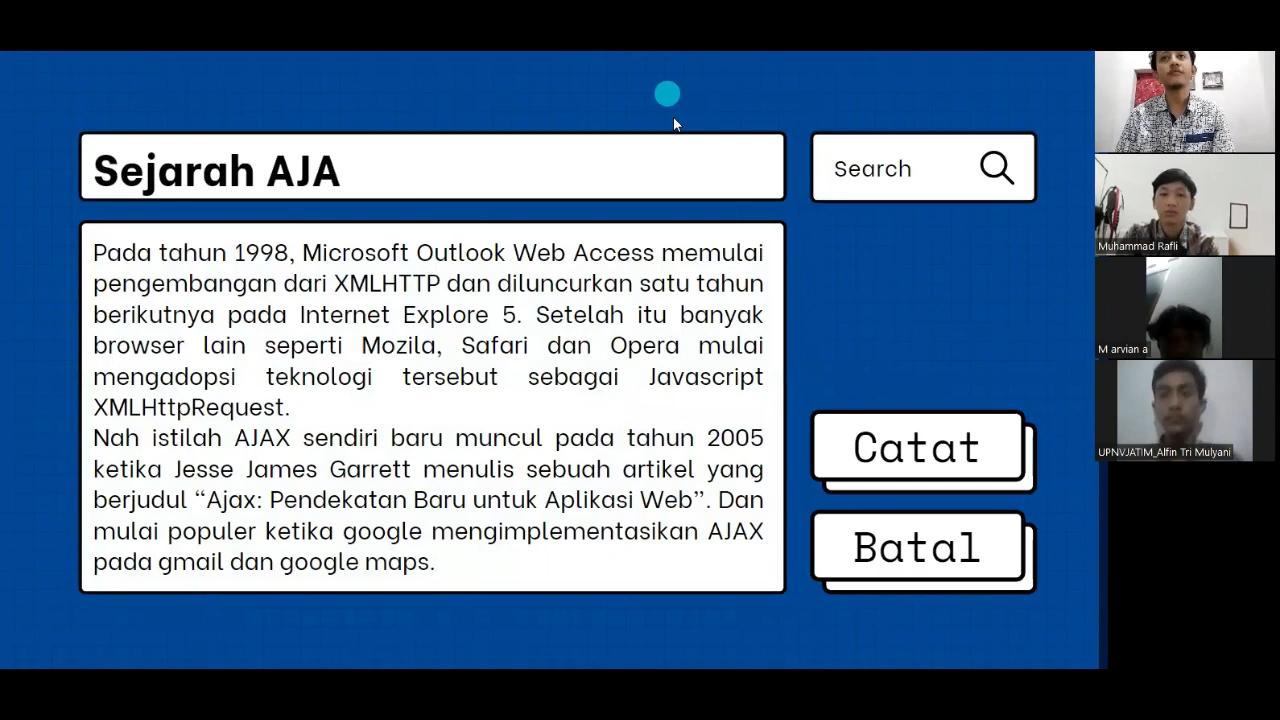 Sejarah AJA
Search
Pada tahun 1998, Microsoft Outlook Web Access memulai
pengembangan dari XMLHTTP dan diluncurkan satu tahun
berikutnya pada Internet Explore 5. Setelah itu banyak
browser lain seperti Mozila, Safari dan Opera mulai
mengadopsi teknologi tersebut sebagai Javascript
XMLHttpRequest.
Nah istilah AJAX sendiri baru muncul pada tahun 2005
ketika Jesse James Garrett menulis sebuah artikel yang
berjudul “Ajax: Pendekatan Baru untuk Aplikasi Web”. Dan
mulai populer ketika google mengimplementasikan AJAX
pada gmail dan google maps.
Catat
Batal
Muhammad Rafli
M arvian a
UPNVJATIM_Alfin Tri Mulyani